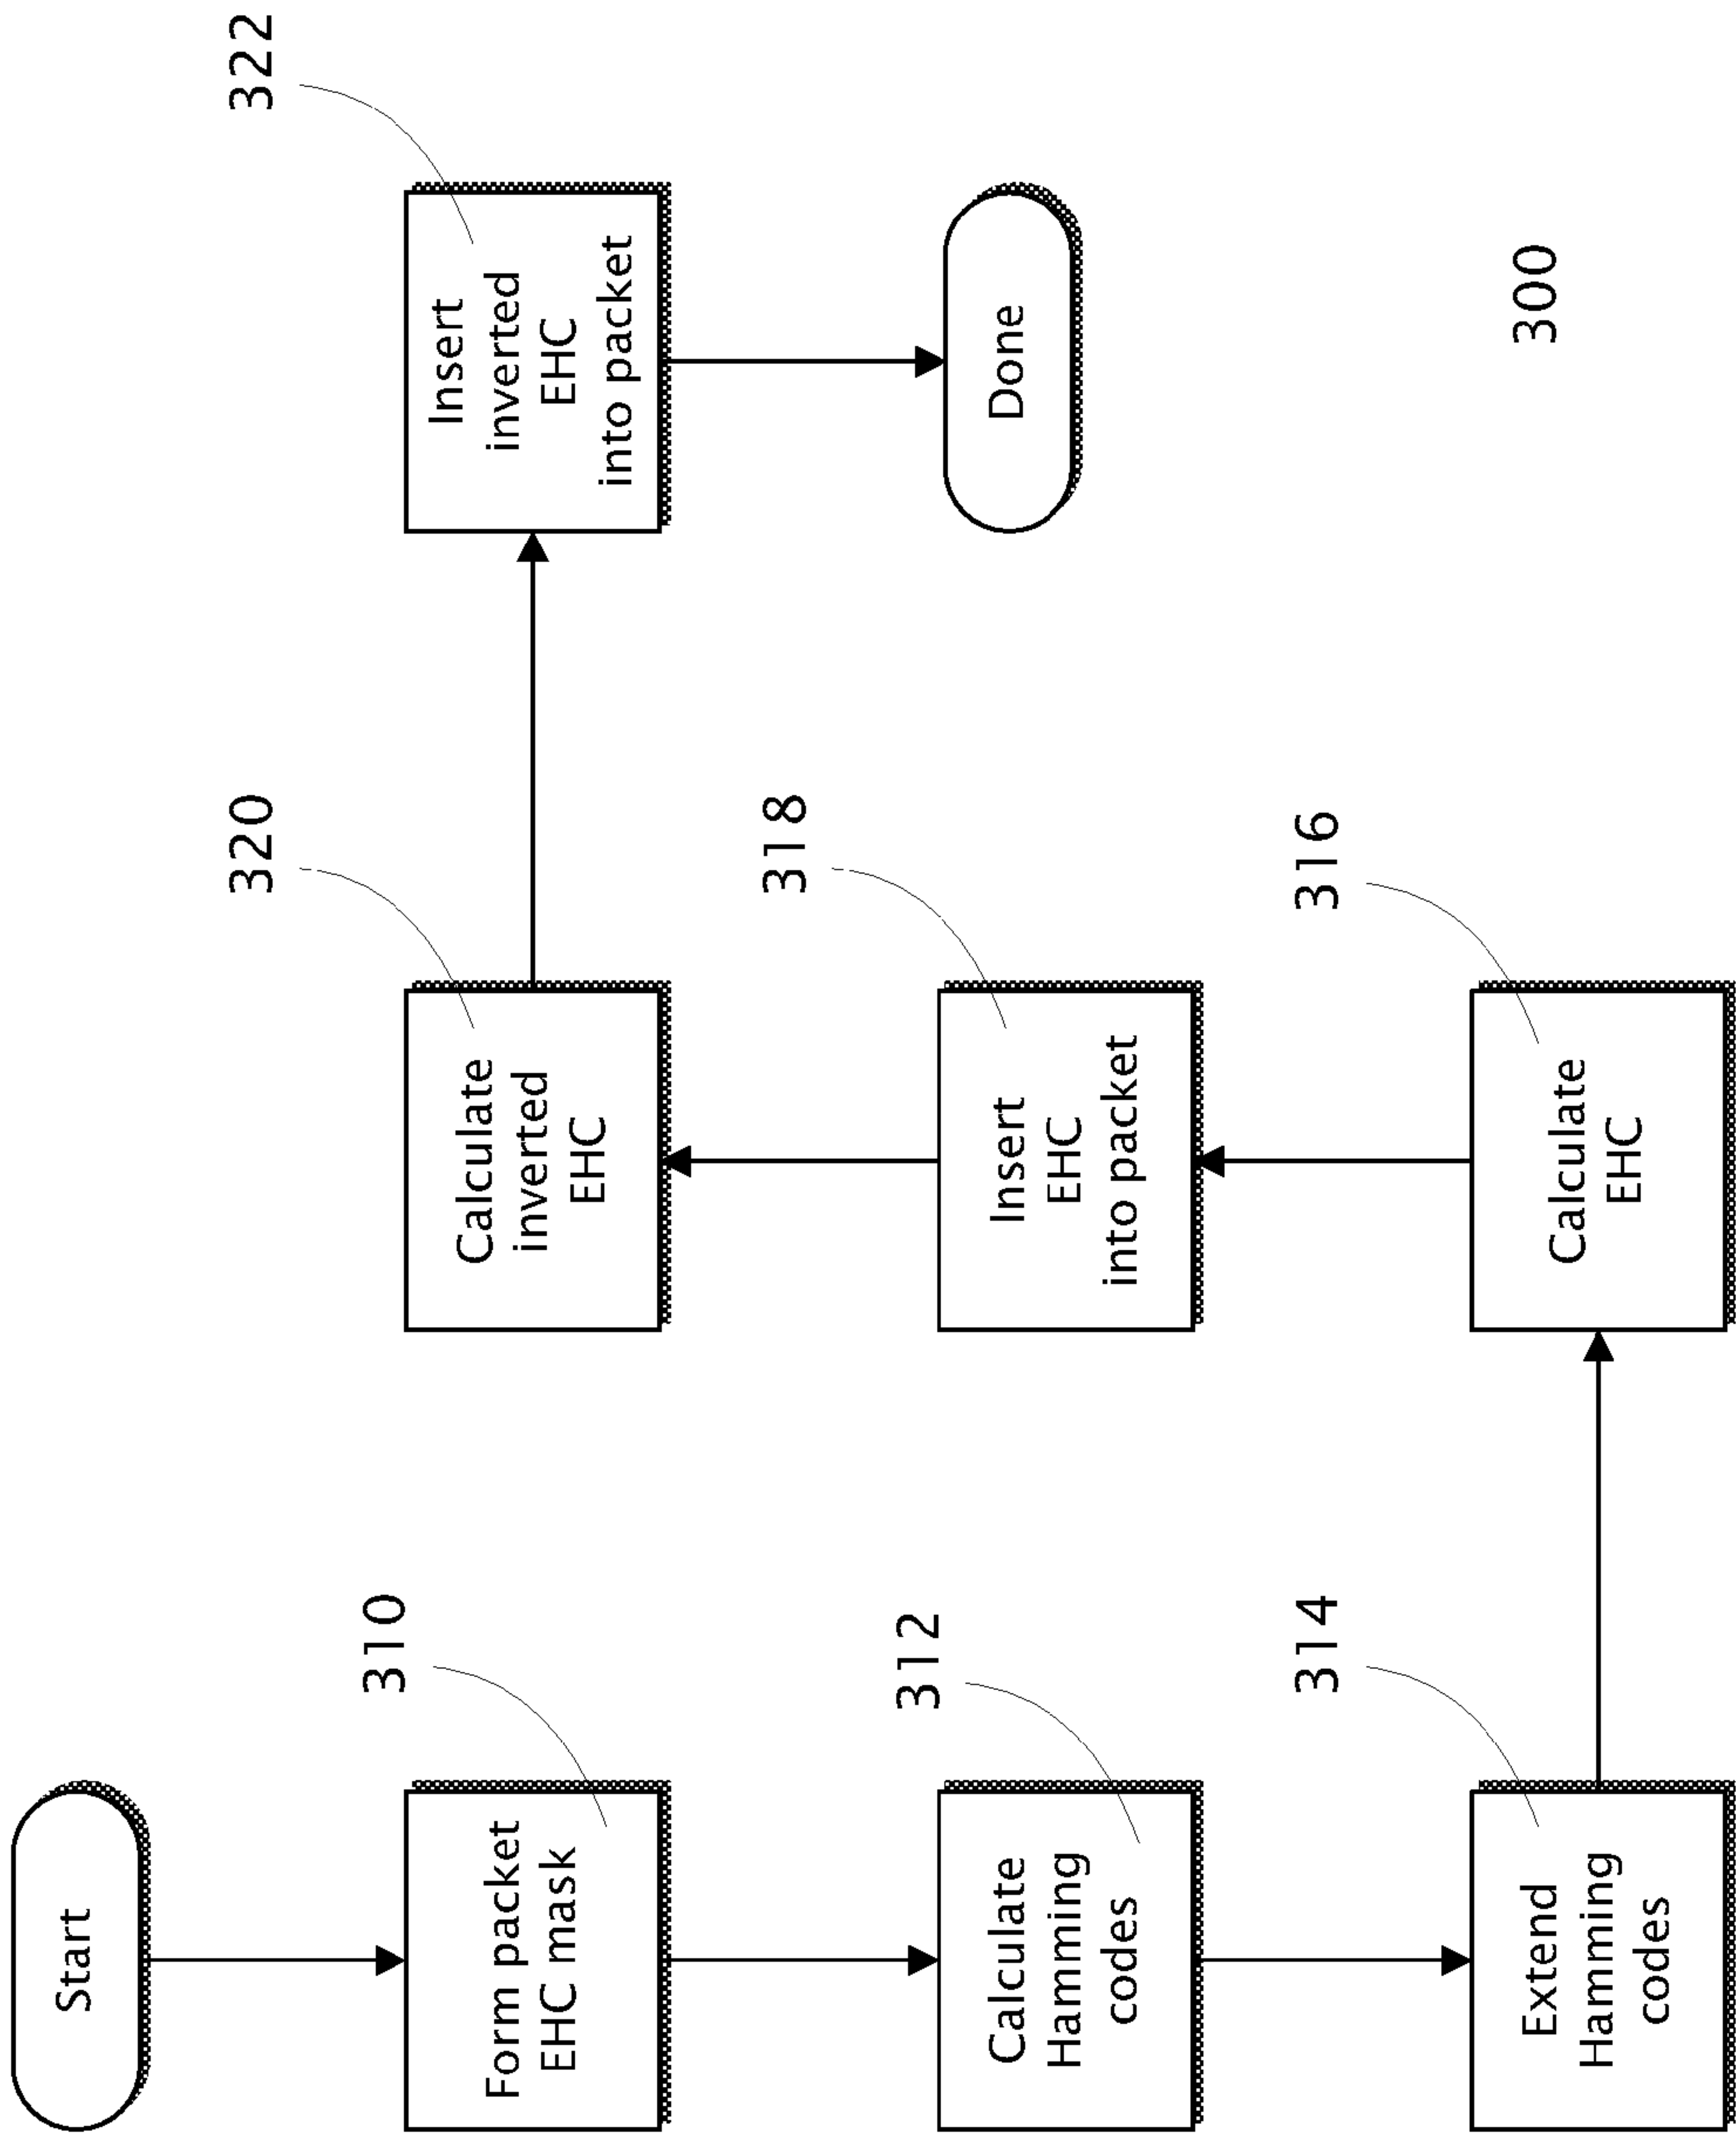 Start
310
Form packet
EHC mask
312
Calculate
Hamming
codes
314
Extend
Hamming
codes
316
Calculate
EHC
318
Insert
EHC
into packet
320
Calculate
inverted
EHC
322
Insert
inverted
EHC
into packet
Done
300